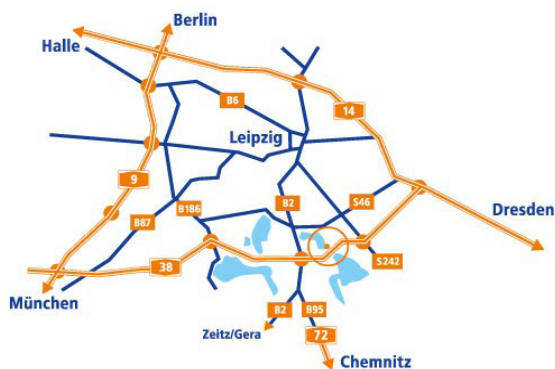 Berlin
Halle
B6
14
Leipzig
9
B186
B2
S46
B87
Dresden
38
S242
München
B2
B95
Zeitz/Gera
72
Chemnitz